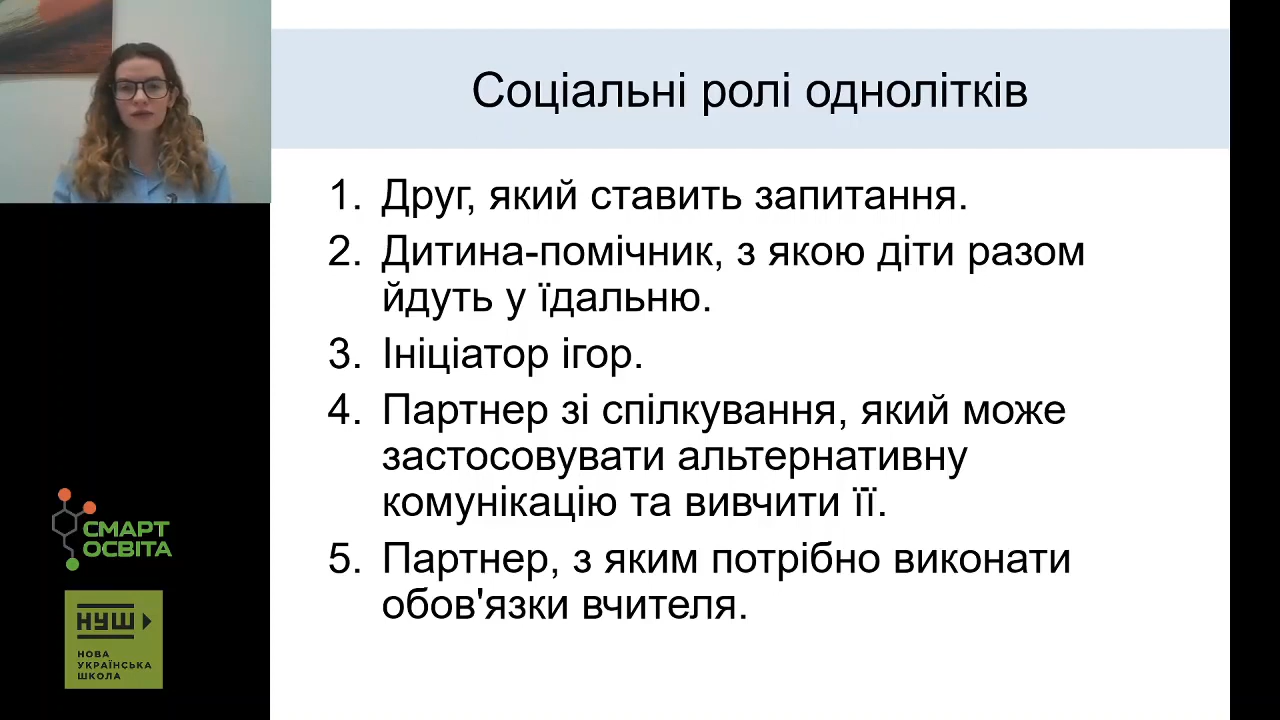 Соціальні ролі однолітків
1. Друг, який ставить запитання.
2. Дитина-помічник, з якою діти разом
йдуть у їдальню.
3. Ініціатор ігор.
4. Партнер зі спілкування, який може
застосовувати альтернативну
комунікацію та вивчити її.
5. Партнер, з яким потрібно виконати
обов'язки вчителя.
СМАРТ
ОСВІТА
НУШ
НОВА
УКРАЇНСЬКА
ШКОЛА